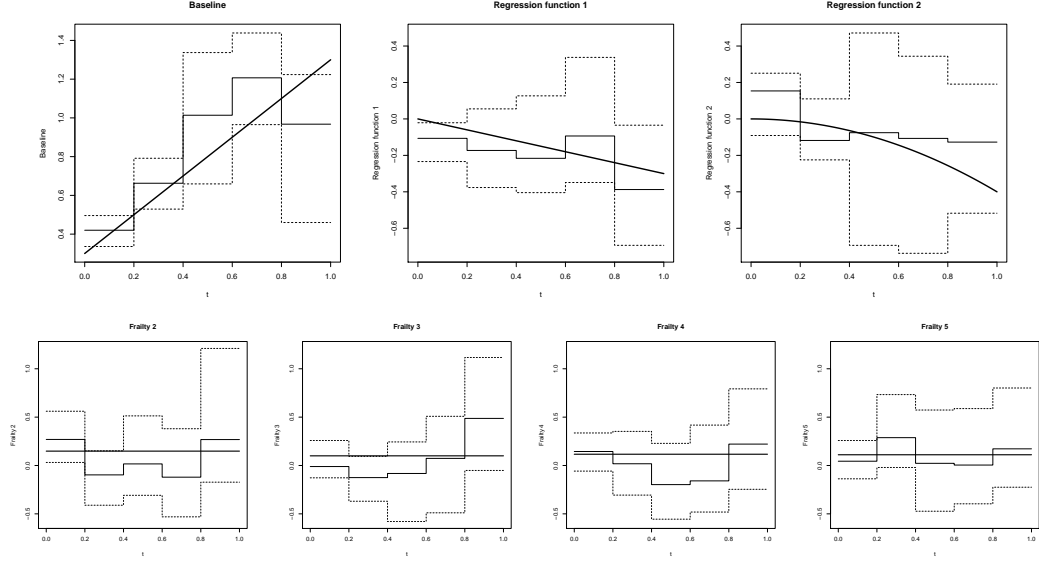 Baseline
Baseline
1.4
1.2
1.0
0.8
0.6
0.4
0.0 0.2 0.4 0.6 0.8 1.0
t
Regression function 1
Regression function 1
0.4
0.2
0.0
−0.2
−0.4
−0.6
0.0 0.2 0.4 0.6 0.8 1.0
t
Regression function 2
Regression function 2
0.4
0.2
0.0
−0.2
−0.4
−0.6
0.0 0.2 0.4 0.6 0.8 1.0
t
Frailty 2
Frailty 2
1.0
0.5
0.0
−0.5
0.0 0.2 0.4 0.6 0.8 1.0
t
Frailty 3
Frailty 3
1.0
0.5
0.0
−0.5
0.0 0.2 0.4 0.6 0.8 1.0
t
Frailty 4
Frailty 4
1.0
0.5
0.0
−0.5
0.0 0.2 0.4 0.6 0.8 1.0
t
Frailty 5
Frailty 5
1.0
0.5
0.0
−0.5
0.0 0.2 0.4 0.6 0.8 1.0
t